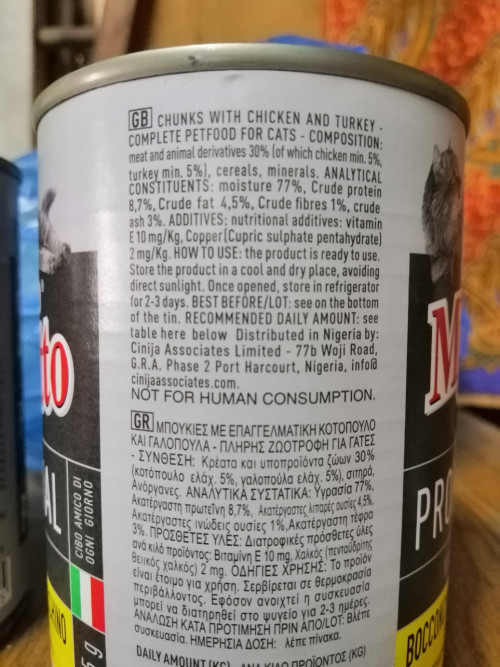 GB CHUNKS WITH CHICKEN AND TURKEY -
COMPLETE PETFOOD FOR CATS - COMPOSITION:
meat and animal derivatives 30% (of which chicken min. 5%,
turkey min. 5%), cereals, minerals. ANALYTICAL
CONSTITUENTS: moisture 77%, Crude protein
8,7%, Crude fat 4,5%, Crude fibres 1%, crude
ash 3%. ADDITIVES: nutritional additives: vitamin
E 10 mg/Kg, Copper (Cupric sulphate pentahydrate)
2 mg/Kg. HOW TO USE: the product is ready to use.
Store the product in a cool and dry place, avoiding
direct sunlight. Once opened, store in refrigerator
for 2-3 days. BEST BEFORE/LOT: see on the bottom
of the tin. RECOMMENDED DAILY AMOUNT: see
table here below Distributed in Nigeria by:
Cinija Associates Limited - 77b Woji Road,
G.R.A. Phase 2 Port Harcourt, Nigeria, info@
cinijaassociates.com.
NOT FOR HUMAN CONSUMPTION.
GR ΜΠΟΥΚΙΕΣ ΜΕ ΕΠΑΓΓΕΛΜΑΤΙΚΗ ΚΟΤΟΠΟΥΛΟ
ΚΑΙ ΓΑΛΟΠΟΥΛΑ - ΠΛΗΡΗΣ ΖΩΟΤΡΟΦΗ ΓΙΑ ΓΑΤΕΣ
- ΣΥΝΘΕΣΗ: Κρέατα και υποπροϊόντα ζώων 30%
(κοτόπουλο ελάχ. 5%, γαλοπούλα ελάχ. 5%), σιτηρά,
Ανόργανες. ΑΝΑΛΥΤΙΚΑ ΣΥΣΤΑΤΙΚΑ: Υγρασία 77%,
Ακατέργαστη πρωτεΐνη 8,7%, Ακατέργαστες λιπαρές ουσίες 4,5%,
Ακατέργαστες ινώδεις ουσίες 1%, Ακατέργαστη τέφρα
3%. ΠΡΟΣΘΕΤΕΣ ΥΛΕΣ: Διατροφικές πρόσθετες ύλες
ανά κιλό προϊόντος: Βιταμίνη Ε 10 mg, Χαλκός (πενταϋδρίτης
θειικός χαλκός) 2 mg. ΟΔΗΓΙΕΣ ΧΡΗΣΗΣ: Το προϊόν
είναι έτοιμο για χρήση. Σερβίρεται σε θερμοκρασία
περιβάλλοντος. Εφόσον ανοιχτεί η συσκευασία
μπορεί να διατηρηθεί στο ψυγείο για 2-3 ημέρες.
ΑΝΑΛΩΣΗ ΚΑΤΑ ΠΡΟΤΙΜΗΣΗ ΠΡΙΝ ΑΠΟ/LOT: Βλέπε
συσκευασία. ΗΜΕΡΗΣΙΑ ΔΟΣΗ: λέπε πίνακα.
DAILY AMOUNT (KG) - ΑΝΑ ΚΙΛΟ ΠΡΟΪΟΝΤΟΣ (KG)
to
AL
CIBO AMICO DI
OGNI GIORNO
HINO
5 g
M
PRO
BOCCON